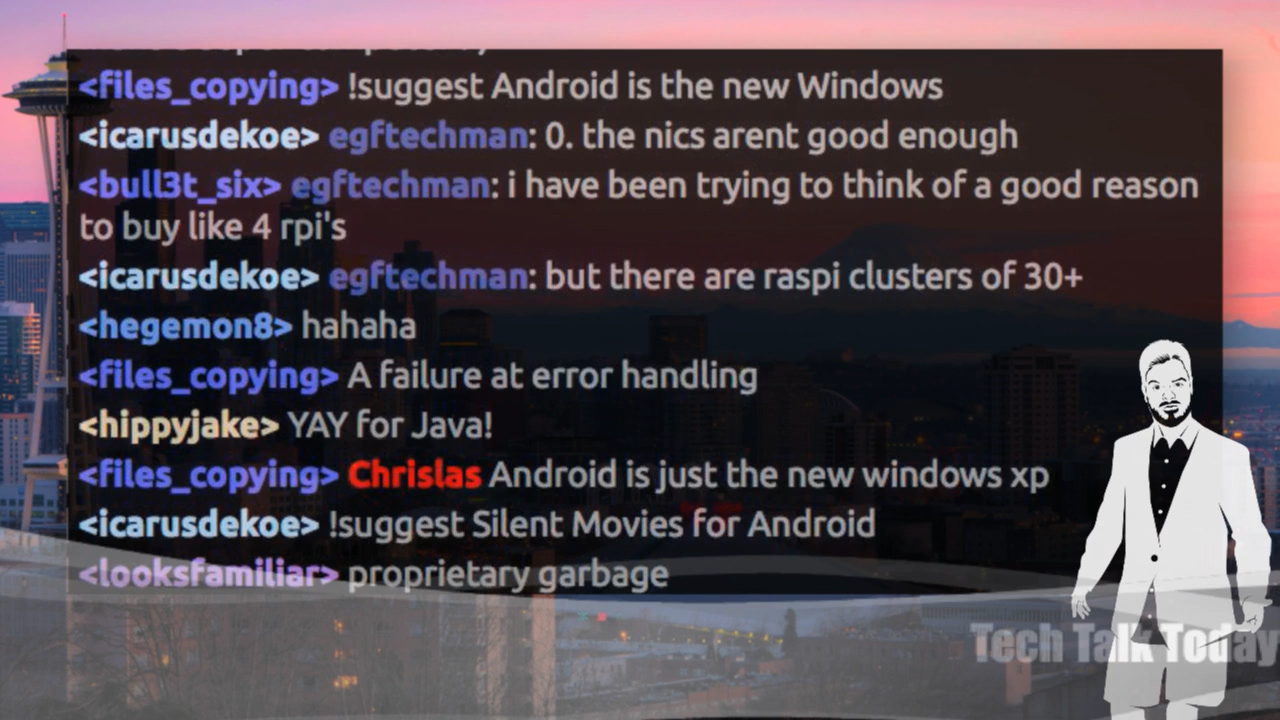 <files_copying> !suggest Android is the new Windows
<icarusdekoe> egftechman: 0. the nics arent good enough
<bull3t_six> egftechman: i have been trying to think of a good reason
to buy like 4 rpi's
<icarusdekoe> egftechman: but there are raspi clusters of 30+
<hegemon8> hahaha
<files_copying> A failure at error handling
<hippyjake> YAY for Java!
<files_copying> Chrislas Android is just the new windows xp
<icarusdekoe> !suggest Silent Movies for Android
<looksfamiliar> proprietary garbage
Tech Talk Today